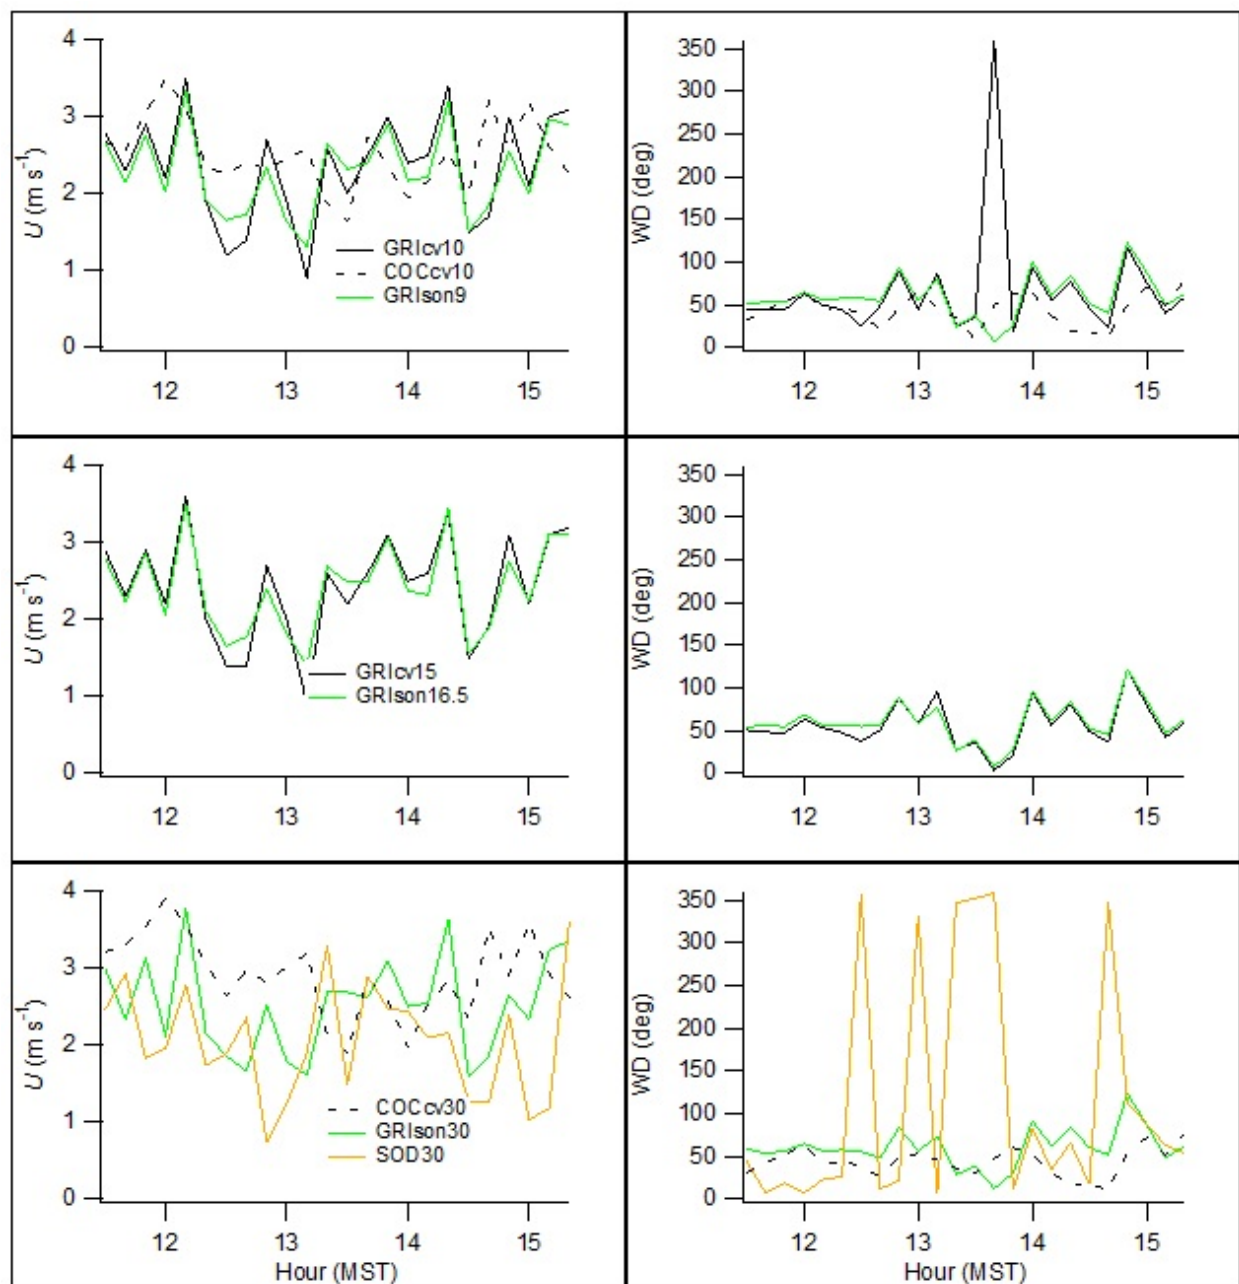 4
3
2
1
0
U (m s⁻¹)
GRIcv10
COCcv10
GRIson9
12 13 14 15
350
300
250
200
150
100
50
0
WD (deg)
12 13 14 15
4
3
2
1
0
U (m s⁻¹)
GRIcv15
GRIson16.5
12 13 14 15
350
300
250
200
150
100
50
0
WD (deg)
12 13 14 15
4
3
2
1
0
U (m s⁻¹)
COCcv30
GRIson30
SOD30
12 13 14 15
Hour (MST)
350
300
250
200
150
100
50
0
WD (deg)
12 13 14 15
Hour (MST)